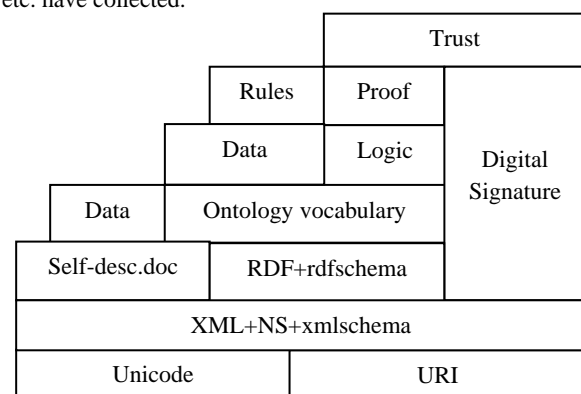 etc. have collected.
Trust
Rules Proof
Data Logic
Digital
Signature
Data Ontology vocabulary
Self-desc.doc RDF+rdfschema
XML+NS+xmlschema
Unicode URI